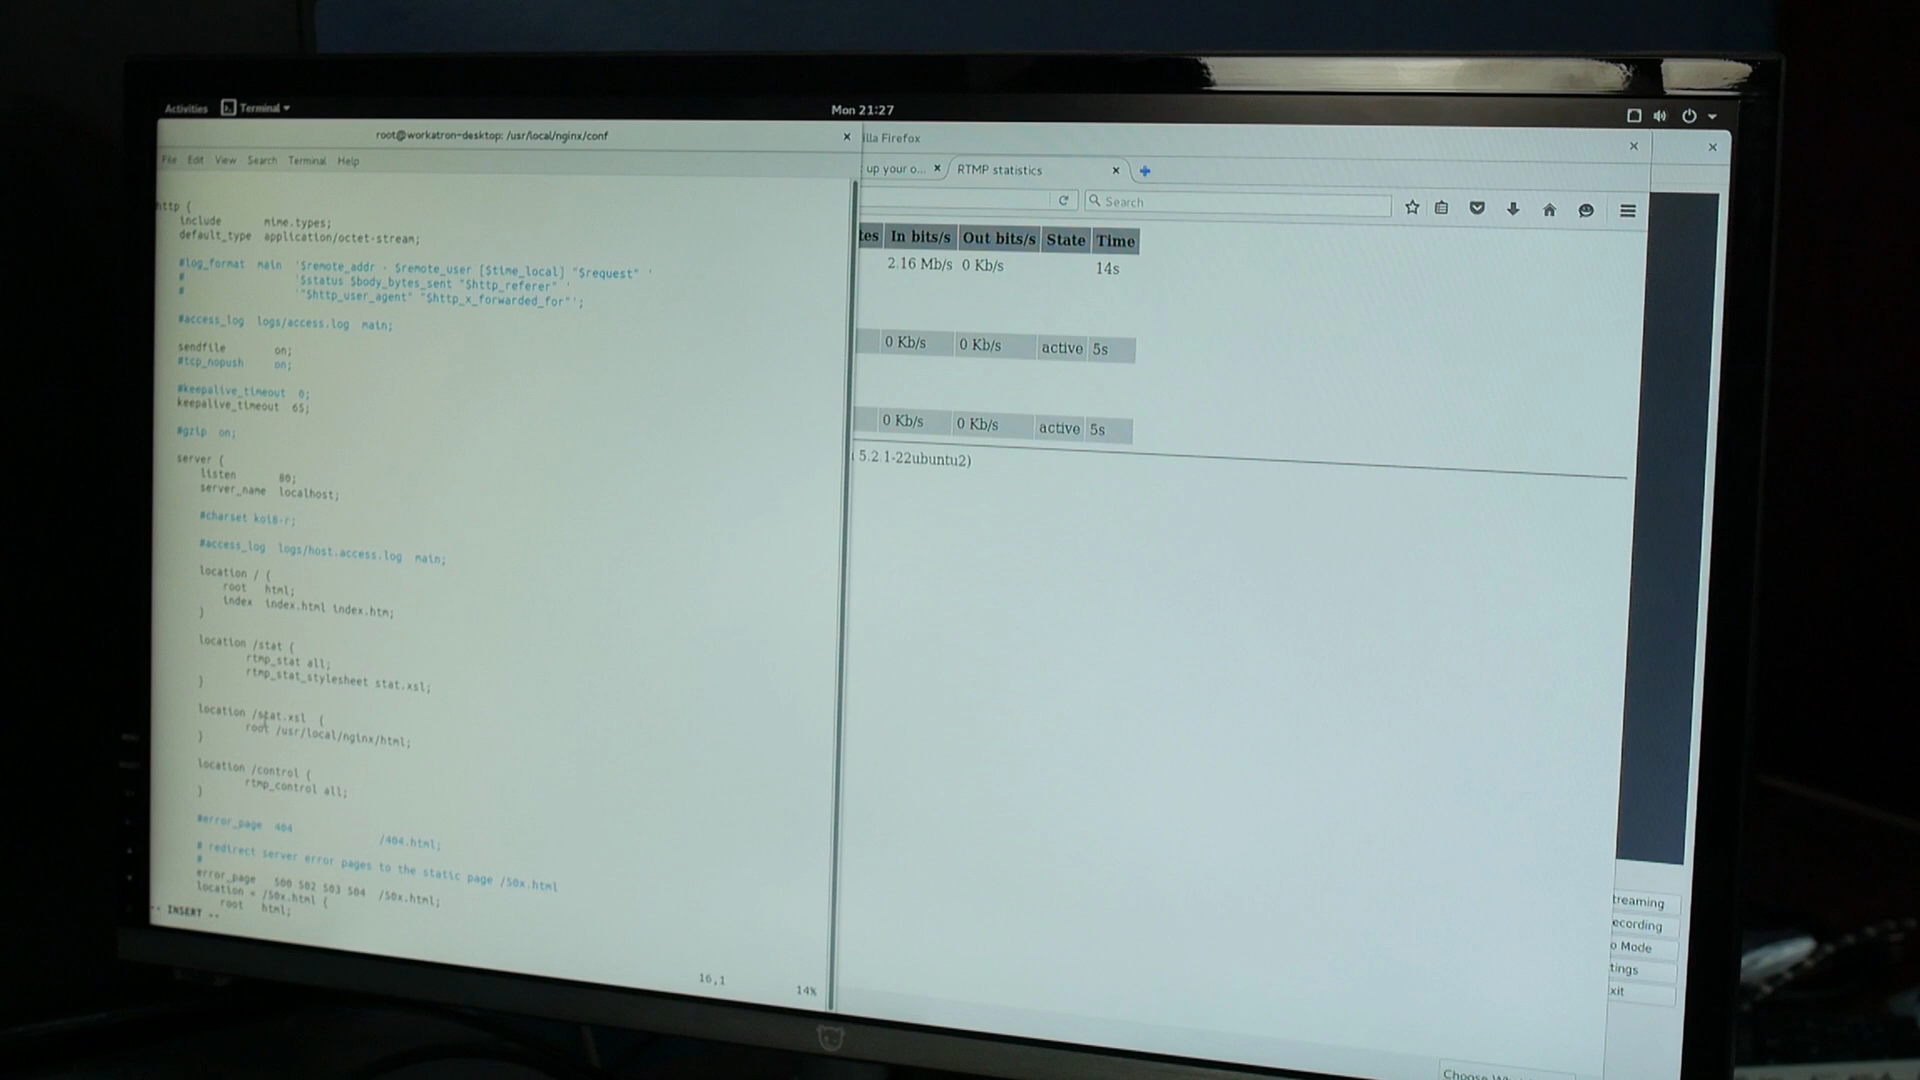 Activities Terminal
Mon 21:27
root@workatron-desktop: /usr/local/nginx/conf
File Edit View Search Terminal Help
http {
include mime.types;
default_type application/octet-stream;
#log_format main '$remote_addr - $remote_user [$time_local] "$request" '
# '$status $body_bytes_sent "$http_referer" '
# '"$http_user_agent" "$http_x_forwarded_for"';
#access_log logs/access.log main;
sendfile on;
#tcp_nopush on;
#keepalive_timeout 0;
keepalive_timeout 65;
#gzip on;
server {
listen 80;
server_name localhost;
#charset koi8-r;
#access_log logs/host.access.log main;
location / {
root html;
index index.html index.htm;
}
location /stat {
rtmp_stat all;
rtmp_stat_stylesheet stat.xsl;
}
location /stat.xsl {
root /usr/local/nginx/html;
}
location /control {
rtmp_control all;
}
#error_page 404 /404.html;
# redirect server error pages to the static page /50x.html
#
error_page 500 502 503 504 /50x.html;
location = /50x.html {
root html;
-- INSERT --
16,1 14%
illa Firefox
up your o...
RTMP statistics
Search
tes In bits/s Out bits/s State Time
2.16 Mb/s 0 Kb/s 14s
0 Kb/s 0 Kb/s active 5s
0 Kb/s 0 Kb/s active 5s
5.2 1-22ubuntu2)
treaming
ecording
o Mode
tings
xit
Choose